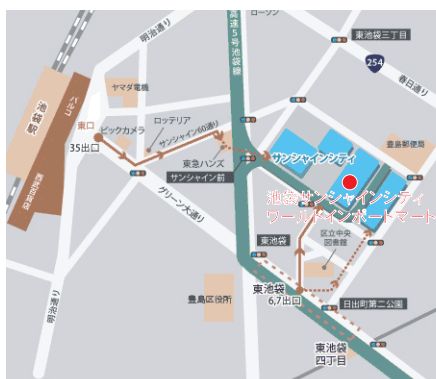 明治通り
高速5号池袋線
ローソン
東池袋三丁目
254
春日通り
ヤマダ電機
池袋駅
パルコ
東口
ビックカメラ
ロッテリア
サンシャイン60通り
35出口
東急ハンズ
サンシャイン前
サンシャインシティ
豊島郵便局
西武百貨店
グリーン大通り
池袋サンシャインシティ
ワールドインポートマート
区立中央
図書館
東池袋
明治通り
豊島区役所
東池袋
6,7出口
日出町第二公園
東池袋
四丁目